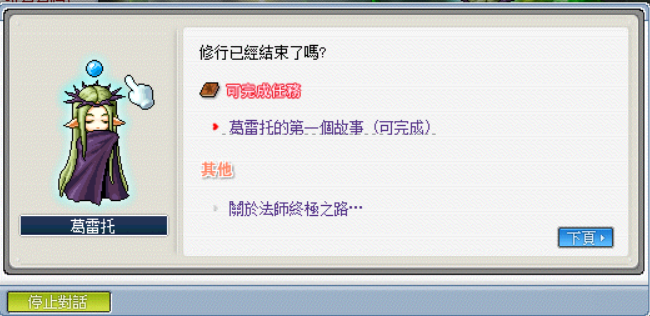 修行已經結束了嗎?
可完成任務
葛雷托的第一個故事 (可完成)
其他
關於法師終極之路…
葛雷托
下頁
停止對話